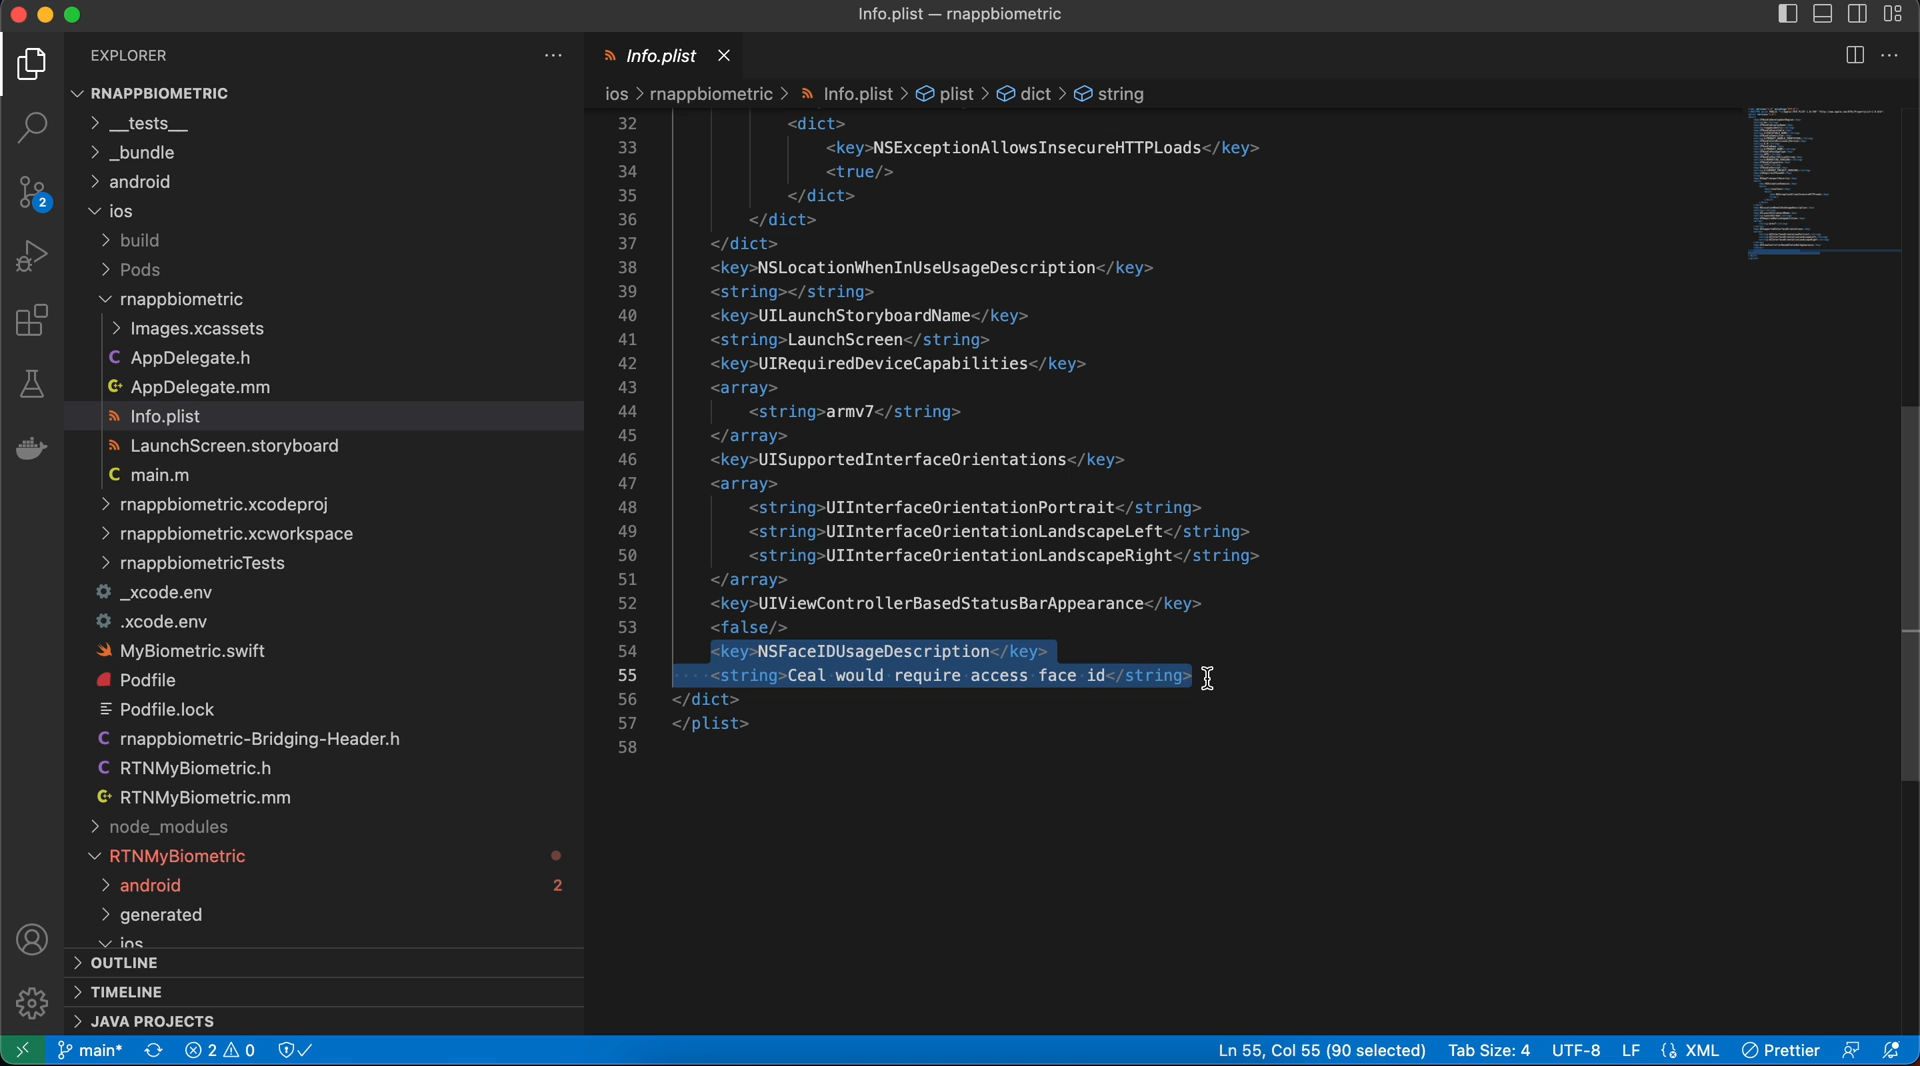 Info.plist — rnappbiometric
EXPLORER
RNAPPBIOMETRIC
__tests__
_bundle
android
ios
build
Pods
rnappbiometric
Images.xcassets
AppDelegate.h
AppDelegate.mm
Info.plist
LaunchScreen.storyboard
main.m
rnappbiometric.xcodeproj
rnappbiometric.xcworkspace
rnappbiometricTests
_xcode.env
.xcode.env
MyBiometric.swift
Podfile
Podfile.lock
rnappbiometric-Bridging-Header.h
RTNMyBiometric.h
RTNMyBiometric.mm
node_modules
RTNMyBiometric
android 2
generated
ios
OUTLINE
TIMELINE
JAVA PROJECTS
2
Info.plist
ios > rnappbiometric > Info.plist > plist > dict > string
32 <dict>
33 <key>NSExceptionAllowsInsecureHTTPLoads</key>
34 <true/>
35 </dict>
36 </dict>
37 </dict>
38 <key>NSLocationWhenInUseUsageDescription</key>
39 <string></string>
40 <key>UILaunchStoryboardName</key>
41 <string>LaunchScreen</string>
42 <key>UIRequiredDeviceCapabilities</key>
43 <array>
44 <string>armv7</string>
45 </array>
46 <key>UISupportedInterfaceOrientations</key>
47 <array>
48 <string>UIInterfaceOrientationPortrait</string>
49 <string>UIInterfaceOrientationLandscapeLeft</string>
50 <string>UIInterfaceOrientationLandscapeRight</string>
51 </array>
52 <key>UIViewControllerBasedStatusBarAppearance</key>
53 <false/>
54 <key>NSFaceIDUsageDescription</key>
55 <string>Ceal would require access face id</string>
56 </dict>
57 </plist>
58
main* 2 0 Ln 55, Col 55 (90 selected) Tab Size: 4 UTF-8 LF XML Prettier